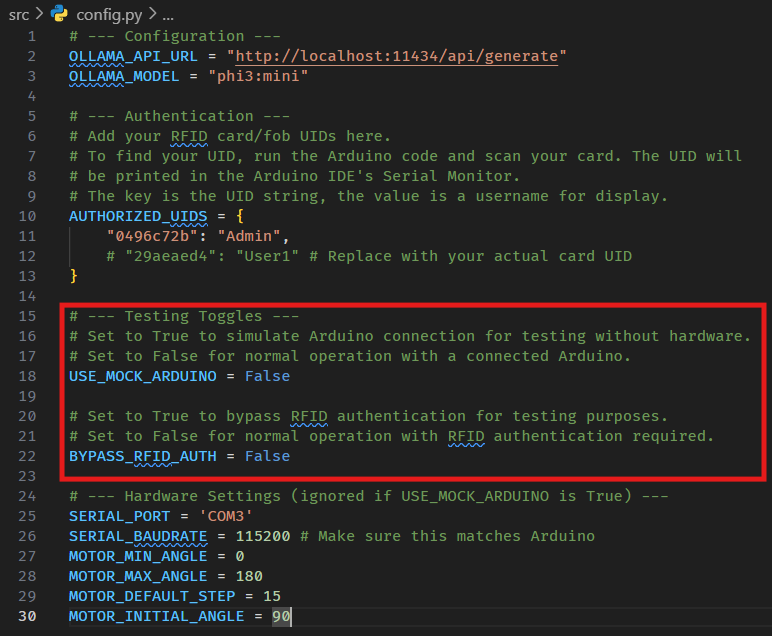 src > config.py > ...
1 # --- Configuration ---
2 OLLAMA_API_URL = "http://localhost:11434/api/generate"
3 OLLAMA_MODEL = "phi3:mini"
4
5 # --- Authentication ---
6 # Add your RFID card/fob UIDs here.
7 # To find your UID, run the Arduino code and scan your card. The UID will
8 # be printed in the Arduino IDE's Serial Monitor.
9 # The key is the UID string, the value is a username for display.
10 AUTHORIZED_UIDS = {
11     "0496c72b": "Admin",
12     # "29aeaed4": "User1" # Replace with your actual card UID
13 }
14
15 # --- Testing Toggles ---
16 # Set to True to simulate Arduino connection for testing without hardware.
17 # Set to False for normal operation with a connected Arduino.
18 USE_MOCK_ARDUINO = False
19
20 # Set to True to bypass RFID authentication for testing purposes.
21 # Set to False for normal operation with RFID authentication required.
22 BYPASS_RFID_AUTH = False
23
24 # --- Hardware Settings (ignored if USE_MOCK_ARDUINO is True) ---
25 SERIAL_PORT = 'COM3'
26 SERIAL_BAUDRATE = 115200 # Make sure this matches Arduino
27 MOTOR_MIN_ANGLE = 0
28 MOTOR_MAX_ANGLE = 180
29 MOTOR_DEFAULT_STEP = 15
30 MOTOR_INITIAL_ANGLE = 90